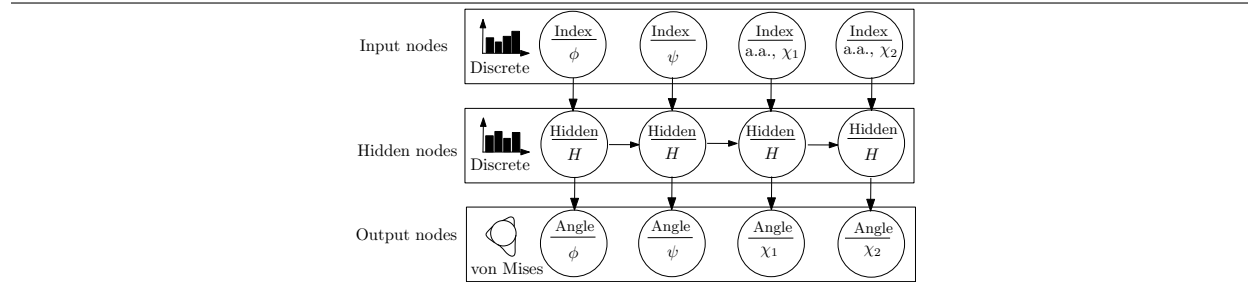 Input nodes
Discrete
Index
ϕ
Index
ψ
Index
a.a., χ1
Index
a.a., χ2
Hidden nodes
Discrete
Hidden
H
Hidden
H
Hidden
H
Hidden
H
Output nodes
von Mises
Angle
ϕ
Angle
ψ
Angle
χ1
Angle
χ2